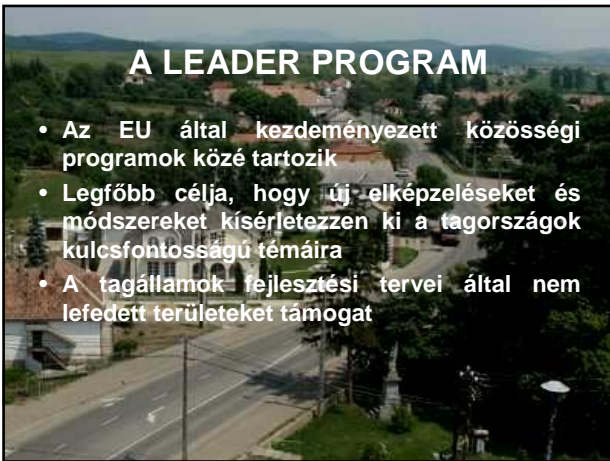 A LEADER PROGRAM
• Az EU által kezdeményezett közösségi
programok közé tartozik
• Legfőbb célja, hogy új elképzeléseket és
módszereket kísérletezzen ki a tagországok
kulcsfontosságú témáira
• A tagállamok fejlesztési tervei által nem
lefedett területeket támogat